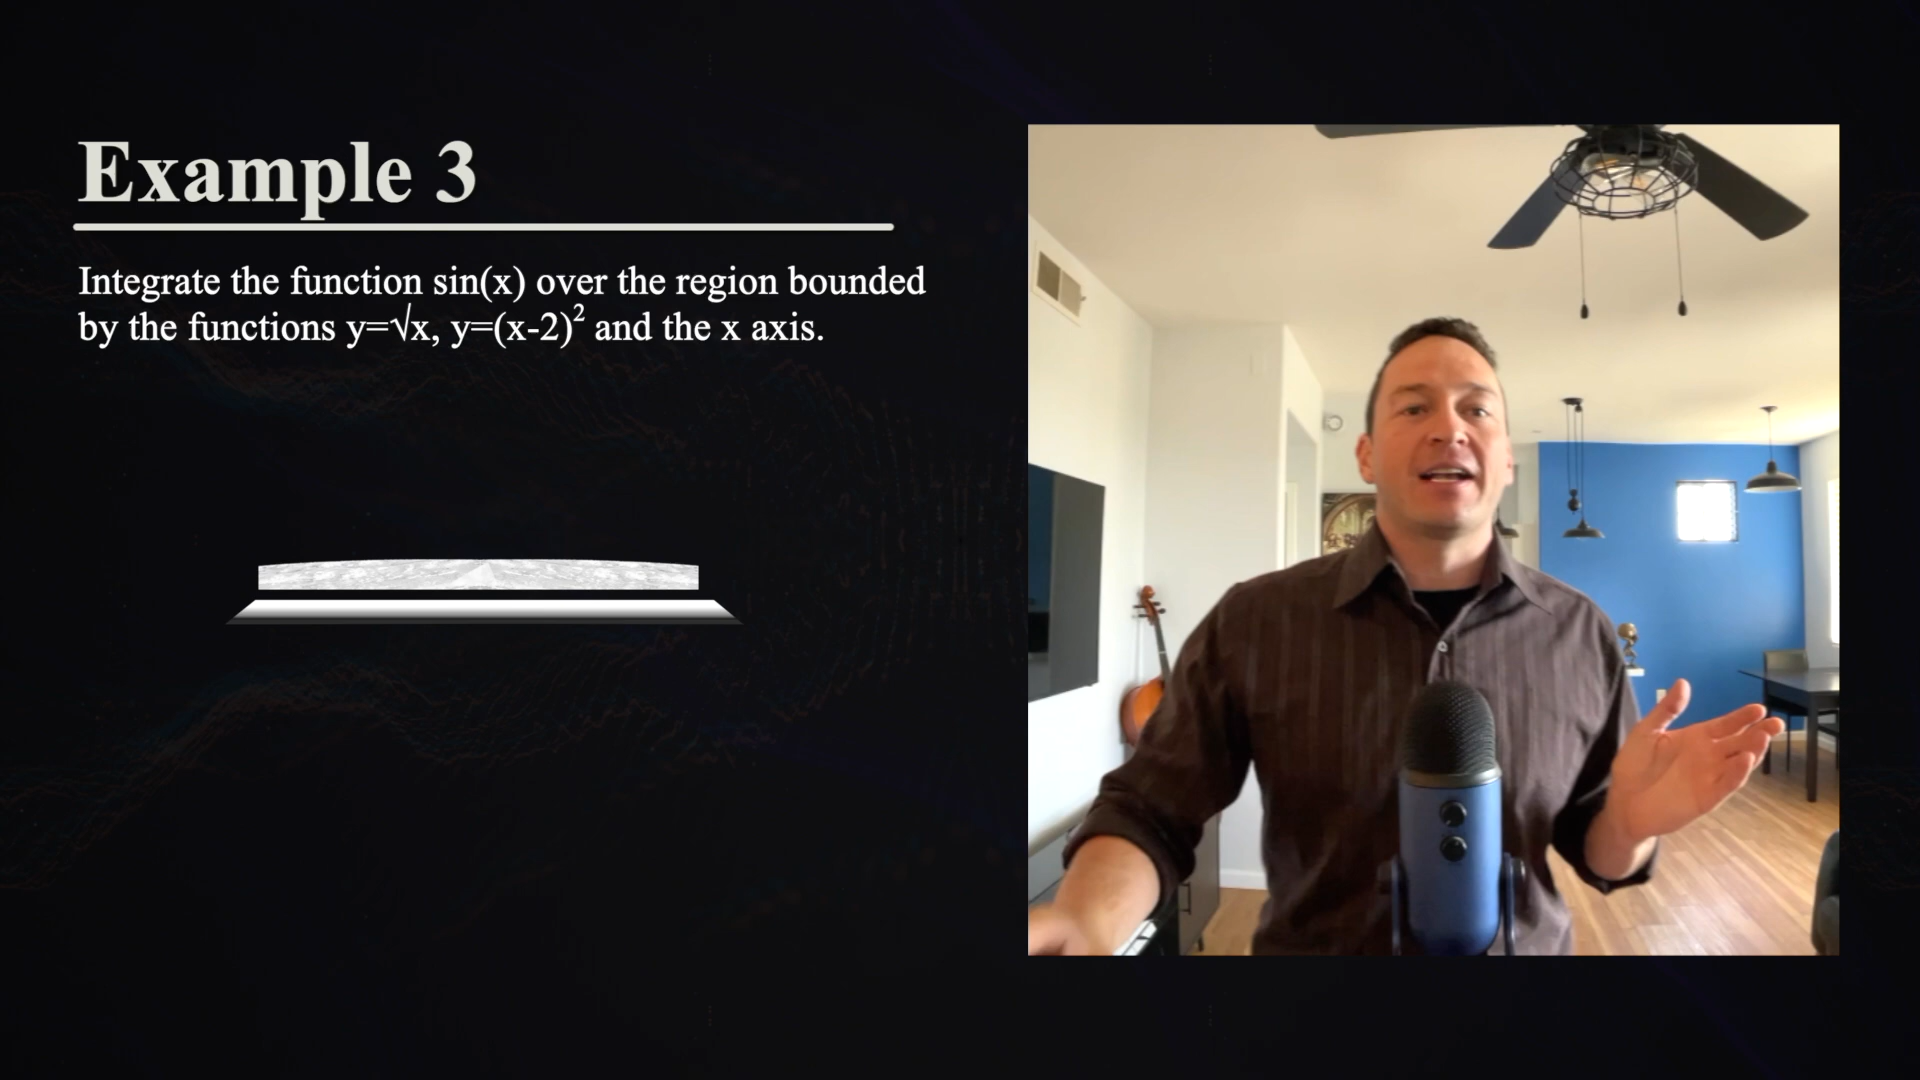 Example 3
Integrate the function sin(x) over the region bounded
by the functions y=√x, y=(x-2)² and the x axis.